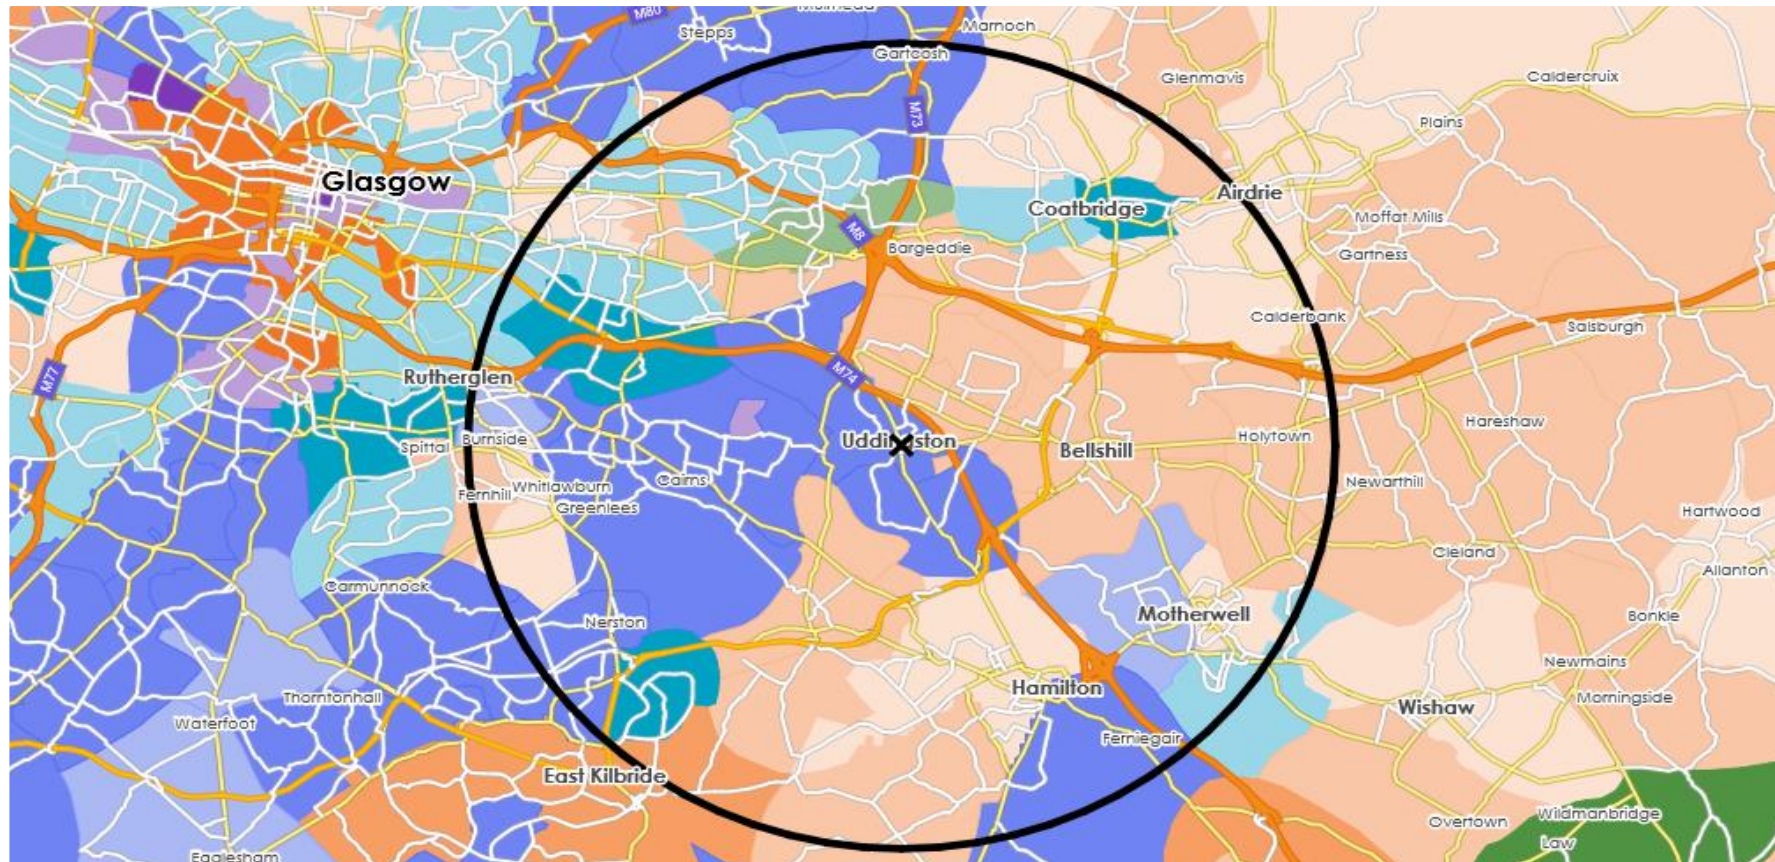 M80
Muirhead
Stepps
Marnoch
Gartcosh
Glenmavis
Caldercruix
M73
Plains
Glasgow
Airdrie
Coatbridge
Moffat Mills
M8
Bargeddie
Gartness
Calderbank
Salsburgh
M77
Rutherglen
M74
Hareshaw
Spittal
Burnside
Uddingston
Bellshill
Holytown
Fernhill
Whitlawburn
Cairns
Newarthill
Greenlees
Hartwood
Cleland
Carmunnock
Allanton
Nerston
Motherwell
Bonkle
Newmains
Thorntonhall
Hamilton
Morningside
Waterfoot
Wishaw
Ferniegair
East Kilbride
Overtown
Wildmanbridge
Law
Eaglesham